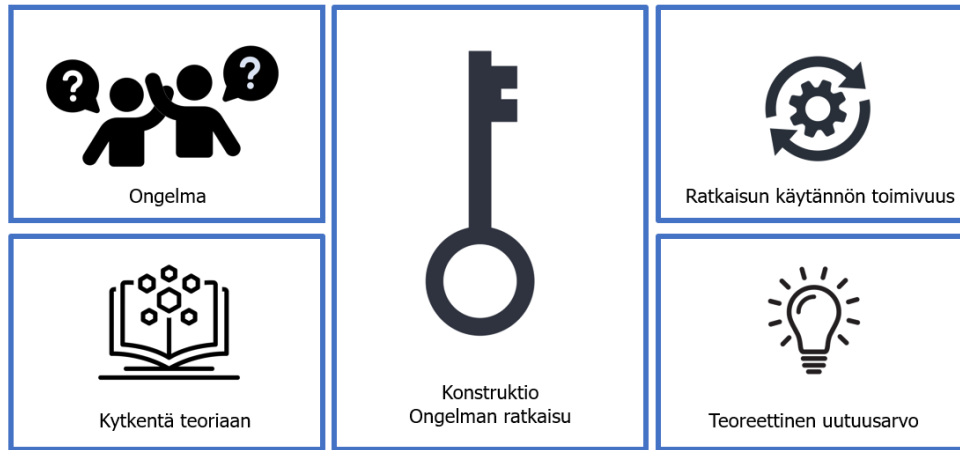 ?
?
Ongelma
Kytkentä teoriaan
Konstruktio
Ongelman ratkaisu
Ratkaisun käytännön toimivuus
Teoreettinen uutuusarvo